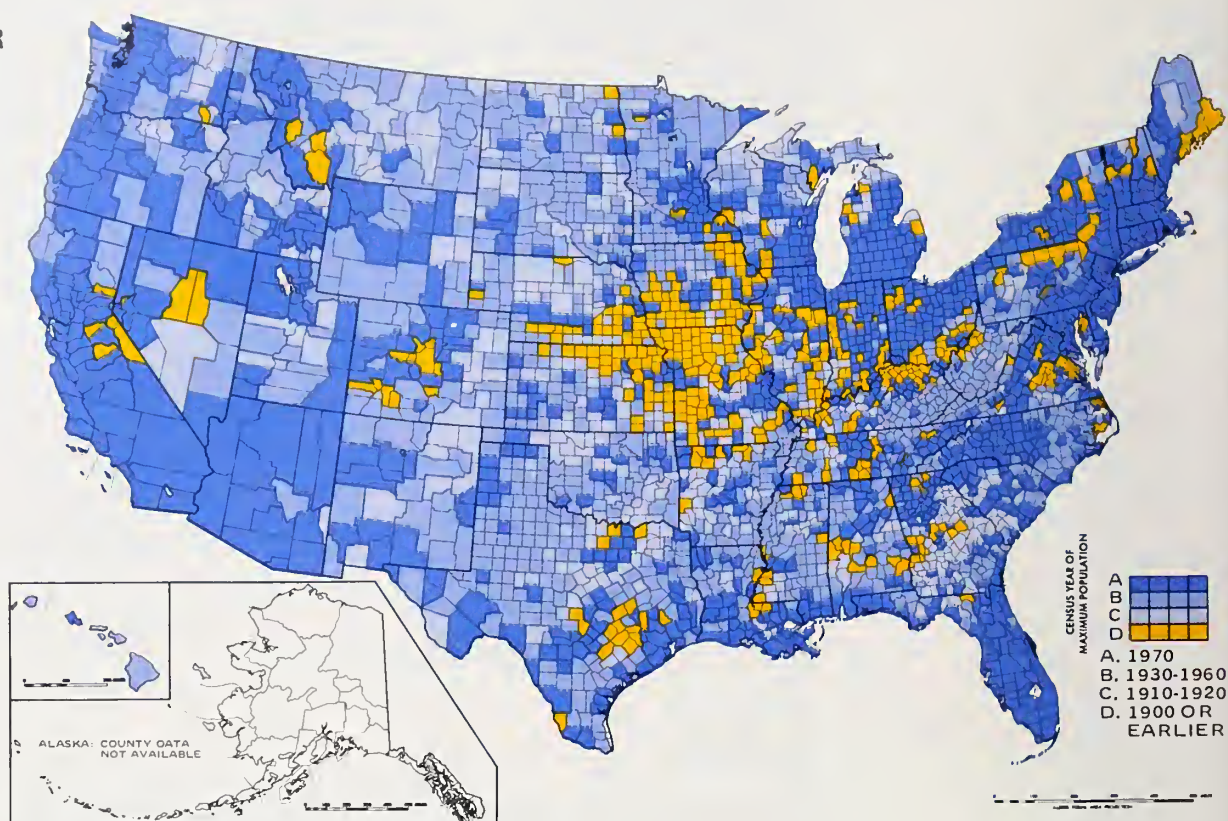 R
CENSUS YEAR OF
MAXIMUM POPULATION
A
B
C
D
A. 1970
B. 1930-1960
C. 1910-1920
D. 1900 OR
EARLIER
ALASKA: COUNTY DATA
NOT AVAILABLE